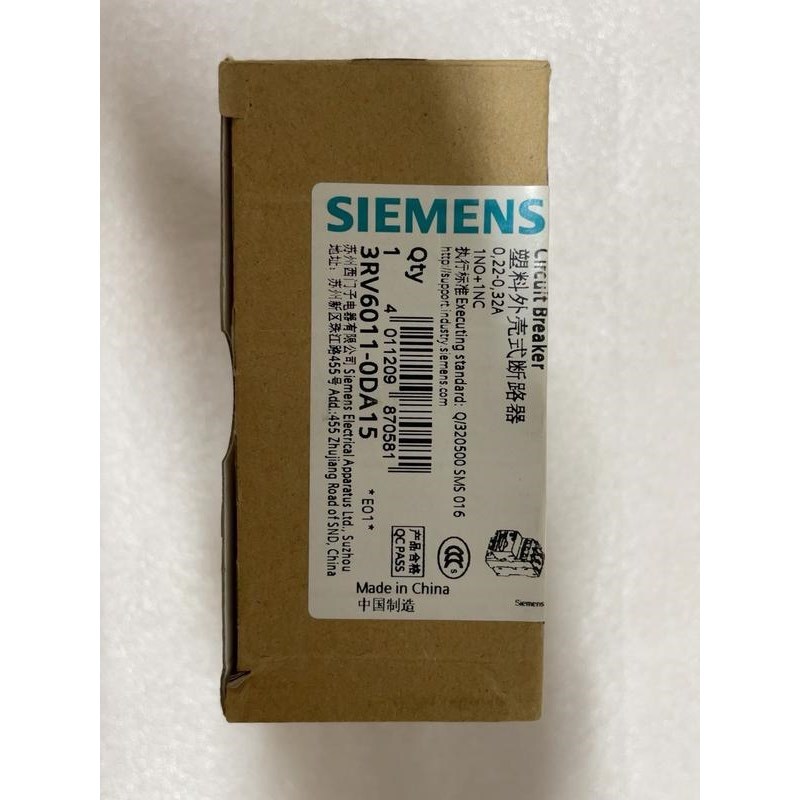 SIEMENS
Circuit Breaker
塑料外壳式断路器
0,22-0,32A
1NO+1NC
执行标准 Executing standard: Q/320500 SMS 016
http://support.industry.siemens.com
Qty
1
4 011209 870581
3RV6011-0DA15
*E01*
苏州西门子电器有限公司 Siemens Electrical Apparatus Ltd., Suzhou
地址: 苏州新区珠江路455号 Add.:455 Zhujiang Road of SND, China
产品合格
QC PASS
CCC
S
Made in China
中国制造
Siemens